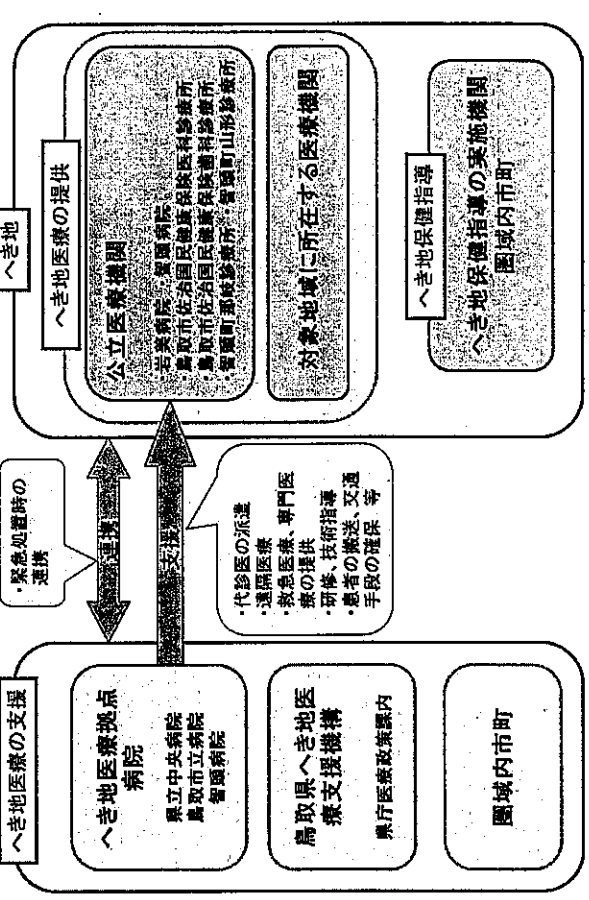 へき地医療の支援
へき地医療拠点
病院
県立中央病院
鳥取市立病院
智頭病院
鳥取県へき地医
療支援機構
県庁医療政策課内
圏域内市町
・緊急処置時の
連携
連携
支援
・代診医の派遣
・遠隔医療
・救急医療、専門医
療の提供
・研修、技術指導
・患者の搬送、交通
手段の確保　等
へき地
へき地医療の提供
公立医療機関
・岩美病院・智頭病院
・鳥取市佐治国民健康保険医科診療所
・鳥取市佐治国民健康保険歯科診療所
・智頭町那岐診療所・智頭町山形診療所
対象地域に所在する医療機関
へき地保健指導
へき地保健指導の実施機関
圏域内市町